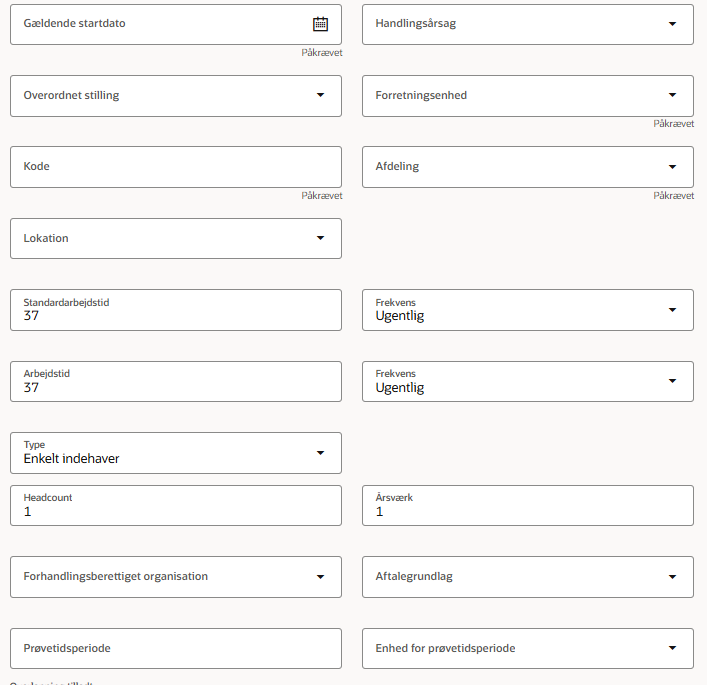 Gældende startdato
Handlingsårsag
Påkrævet
Overordnet stilling
Forretningsenhed
Påkrævet
Kode
Afdeling
Påkrævet
Påkrævet
Lokation
Standardarbejdstid
37
Frekvens
Ugentlig
Arbejdstid
37
Frekvens
Ugentlig
Type
Enkelt indehaver
Headcount
1
Årsværk
1
Forhandlingsberettiget organisation
Aftalegrundlag
Prøvetidsperiode
Enhed for prøvetidsperiode